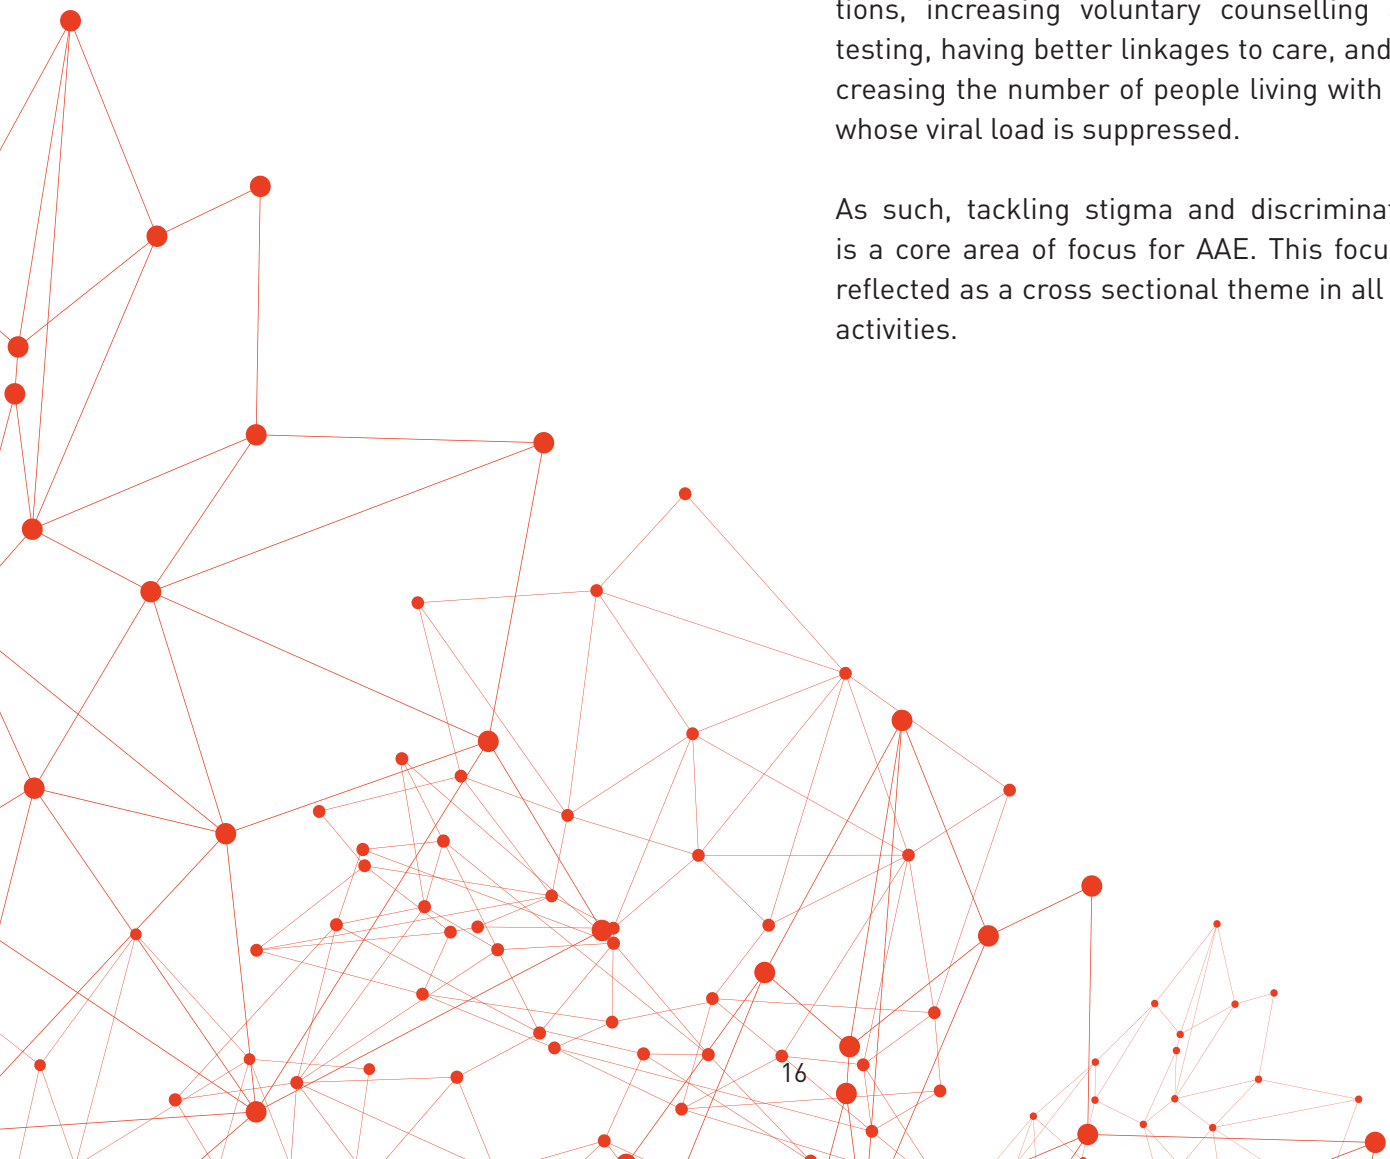 tions, increasing voluntary counselling
testing, having better linkages to care, and
creasing the number of people living with
whose viral load is suppressed.
As such, tackling stigma and discrimina
is a core area of focus for AAE. This focu
reflected as a cross sectional theme in all
activities.
16